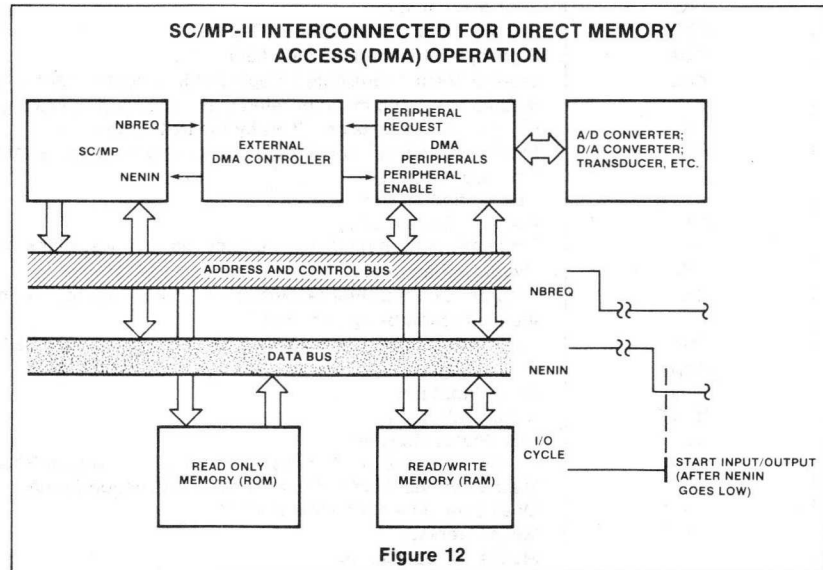 SC/MP-II INTERCONNECTED FOR DIRECT MEMORY
ACCESS (DMA) OPERATION
NBREQ
SC/MP
NENIN
EXTERNAL
DMA CONTROLLER
PERIPHERAL
REQUEST
DMA
PERIPHERALS
PERIPHERAL
ENABLE
A/D CONVERTER;
D/A CONVERTER;
TRANSDUCER, ETC.
ADDRESS AND CONTROL BUS
DATA BUS
READ ONLY
MEMORY (ROM)
READ/WRITE
MEMORY (RAM)
NBREQ
NENIN
I/O
CYCLE
START INPUT/OUTPUT
(AFTER NENIN
GOES LOW)
Figure 12